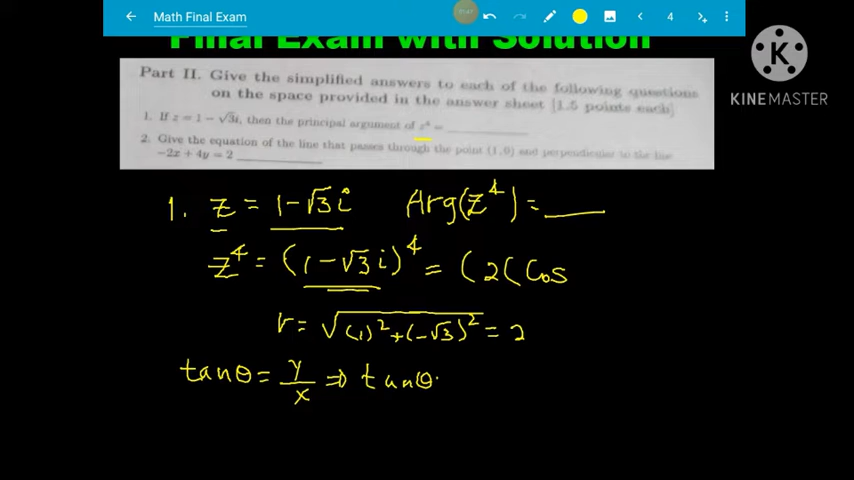 Math Final Exam
4
Final Exam with Solution
KINEMASTER
Part II. Give the simplified answers to each of the following questions
on the space provided in the answer sheet [1.5 points each]
1. If z = 1 − √3i, then the principal argument of z⁴ = __________
2. Give the equation of the line that passes through the point (1,0) and perpendicular to the line
−2x + 4y = 2 __________
1. z = 1−√3 i Arg(z⁴) = ____
z⁴ = (1−√3 i)⁴ = (2(Cos
r = √((1)²+(−√3)²) = 2
tanθ = y/x ⇒ tanθ